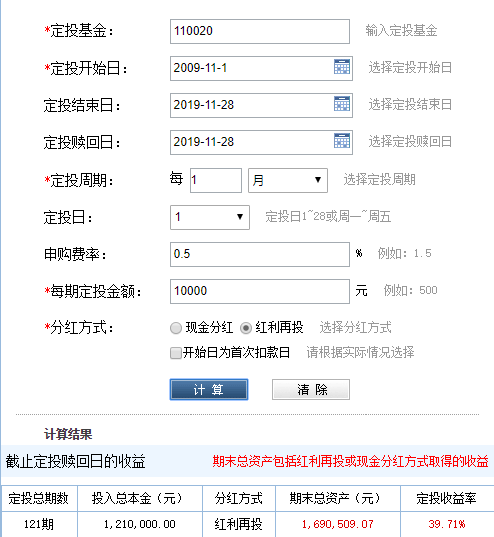 *定投基金： 110020 输入定投基金
*定投开始日： 2009-11-1 选择定投开始日
定投结束日： 2019-11-28 选择定投结束日
定投赎回日： 2019-11-28 选择定投赎回日
*定投周期： 每 1 月 选择定投周期
定投日： 1 定投日1~28或周一~周五
申购费率： 0.5 % 例如：1.5
*每期定投金额： 10000 元 例如：500
*分红方式： 现金分红 红利再投 选择分红方式
开始日为首次扣款日 请根据实际情况选择
计 算 清 除
计算结果
截止定投赎回日的收益 期末总资产包括红利再投或现金分红方式取得的收益
定投总期数 投入总本金（元） 分红方式 期末总资产（元） 定投收益率
121期 1,210,000.00 红利再投 1,690,509.07 39.71%